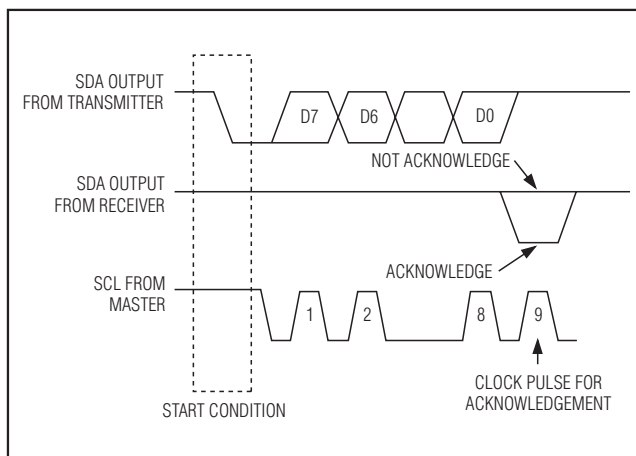 SDA OUTPUT
FROM TRANSMITTER
D7
D6
D0
NOT ACKNOWLEDGE
SDA OUTPUT
FROM RECEIVER
ACKNOWLEDGE
SCL FROM
MASTER
1
2
8
9
CLOCK PULSE FOR
ACKNOWLEDGEMENT
START CONDITION